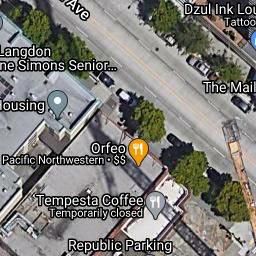 Ave
Dzul Ink Lou
Tattoo
Langdon
ne Simons Senior...
The Mail
Housing
Orfeo
Pacific Northwestern • $$
Tempesta Coffee
Temporarily closed
Republic Parking